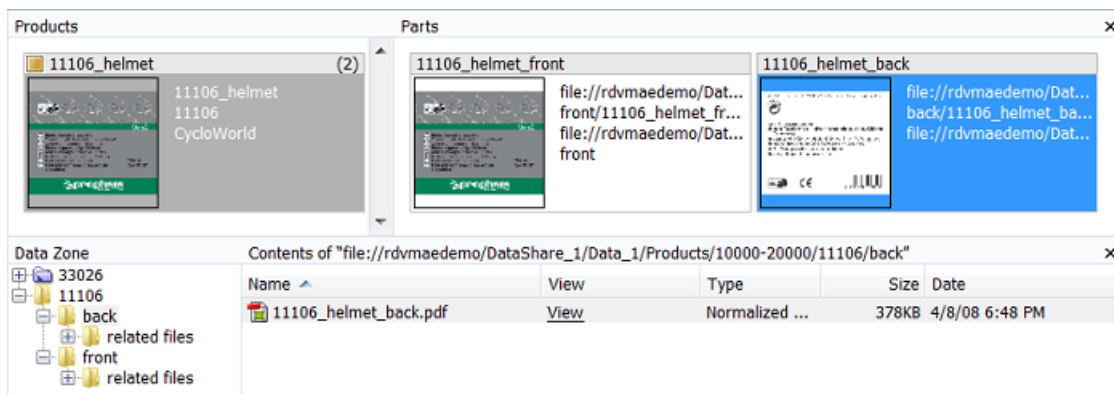 Products
Parts
11106_helmet (2)
11106_helmet
11106
CycloWorld
11106_helmet_front
file://rdvmaedemo/Dat...
front/11106_helmet_fr...
file://rdvmaedemo/Dat...
front
11106_helmet_back
file://rdvmaedemo/Dat...
back/11106_helmet_ba...
file://rdvmaedemo/Dat...
Data Zone
33026
11106
back
related files
front
related files
Contents of "file://rdvmaedemo/DataShare_1/Data_1/Products/10000-20000/11106/back"
Name View Type Size Date
11106_helmet_back.pdf View Normalized ... 378KB 4/8/08 6:48 PM